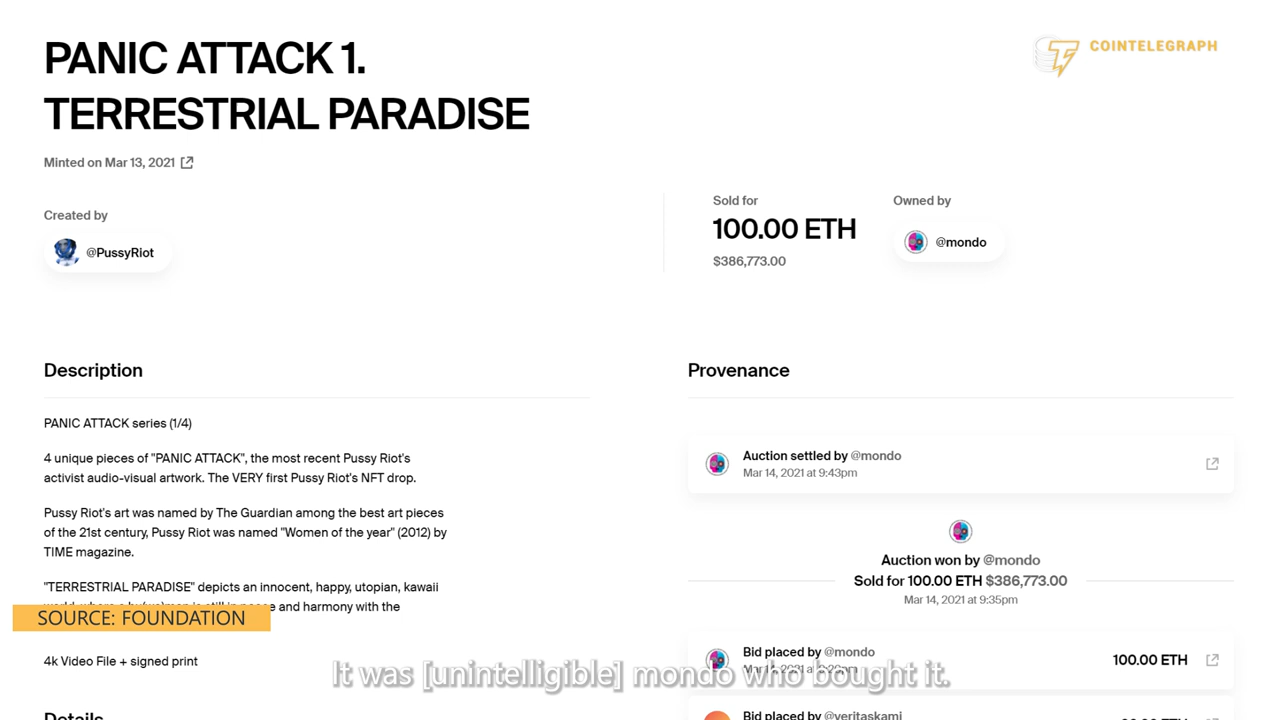 PANIC ATTACK 1.
TERRESTRIAL PARADISE
COINTELEGRAPH
Minted on Mar 13, 2021
Created by
@PussyRiot
Sold for
100.00 ETH
$386,773.00
Owned by
@mondo
Description
PANIC ATTACK series (1/4)
4 unique pieces of "PANIC ATTACK", the most recent Pussy Riot's
activist audio-visual artwork. The VERY first Pussy Riot's NFT drop.
Pussy Riot's art was named by The Guardian among the best art pieces
of the 21st century, Pussy Riot was named "Women of the year" (2012) by
TIME magazine.
"TERRESTRIAL PARADISE" depicts an innocent, happy, utopian, kawaii
and harmony with the
SOURCE: FOUNDATION
4k Video File + signed print
Details
Provenance
Auction settled by @mondo
Mar 14, 2021 at 9:43pm
Auction won by @mondo
Sold for 100.00 ETH $386,773.00
Mar 14, 2021 at 9:35pm
Bid placed by @mondo
100.00 ETH
Bid placed by @veritaskami
It was [unintelligible] mondo who bought it.